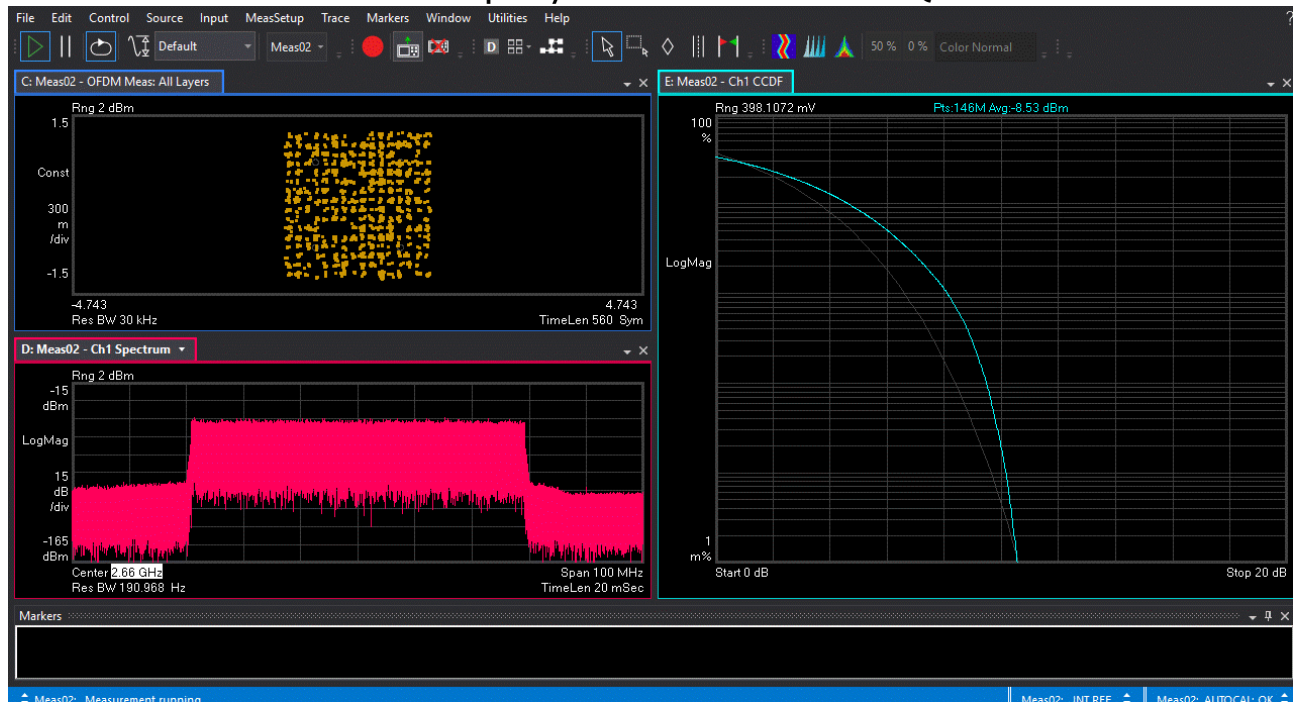 File Edit Control Source Input MeasSetup Trace Markers Window Utilities Help ?
Default Meas02 D 50 % 0 % Color Normal
C: Meas02 - OFDM Meas: All Layers
Rng 2 dBm
1.5
Const
300
m
/div
-1.5
-4.743 4.743
Res BW 30 kHz TimeLen 560 Sym
D: Meas02 - Ch1 Spectrum
Rng 2 dBm
-15
dBm
LogMag
15
dB
/div
-165
dBm
Center 2.66 GHz Span 100 MHz
Res BW 190.968 Hz TimeLen 20 mSec
E: Meas02 - Ch1 CCDF
Rng 398.1072 mV Pts:146M Avg:-8.53 dBm
100
%
LogMag
1
m%
Start 0 dB Stop 20 dB
Markers
Meas02: Measurement running Meas02: INT REF Meas02: AUTOCAL: OK